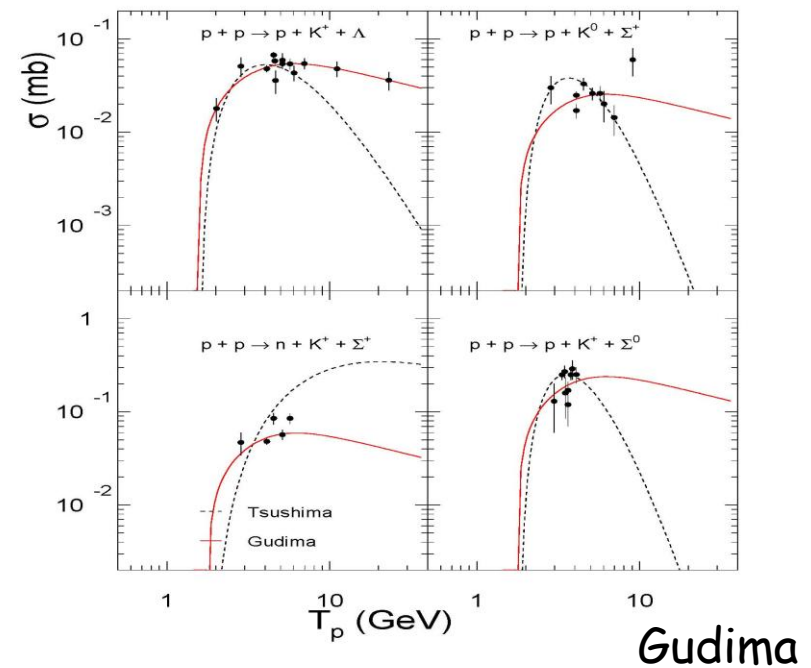 p + p → p + K⁺ + Λ
p + p → p + K⁰ + Σ⁺
10⁻¹
10⁻²
10⁻³
σ (mb)
p + p → n + K⁺ + Σ⁺
p + p → p + K⁺ + Σ⁰
1
10⁻¹
10⁻²
Tsushima
Gudima
1 10 1 10
Tₚ (GeV)
Gudima